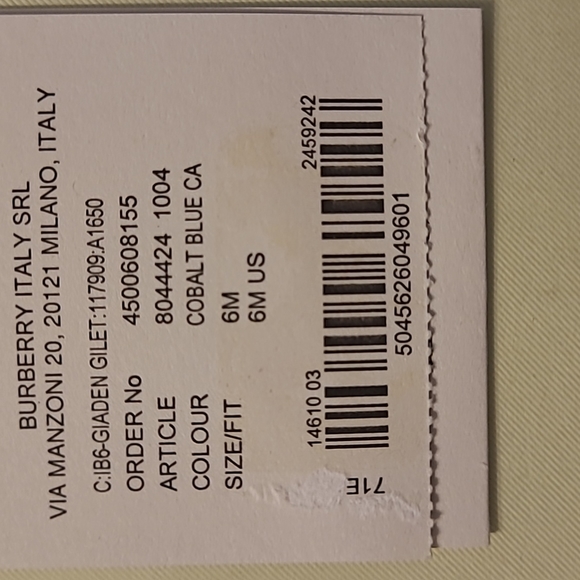 BURBERRY ITALY SRL
VIA MANZONI 20, 20121 MILANO, ITALY
C:IB6-GIADEN GILET:117909:A1650
ORDER No 4500608155
ARTICLE 8044424 1004
COLOUR COBALT BLUE CA
SIZE/FIT 6M
6M US
14610 03 2459242
5045626049601
71E